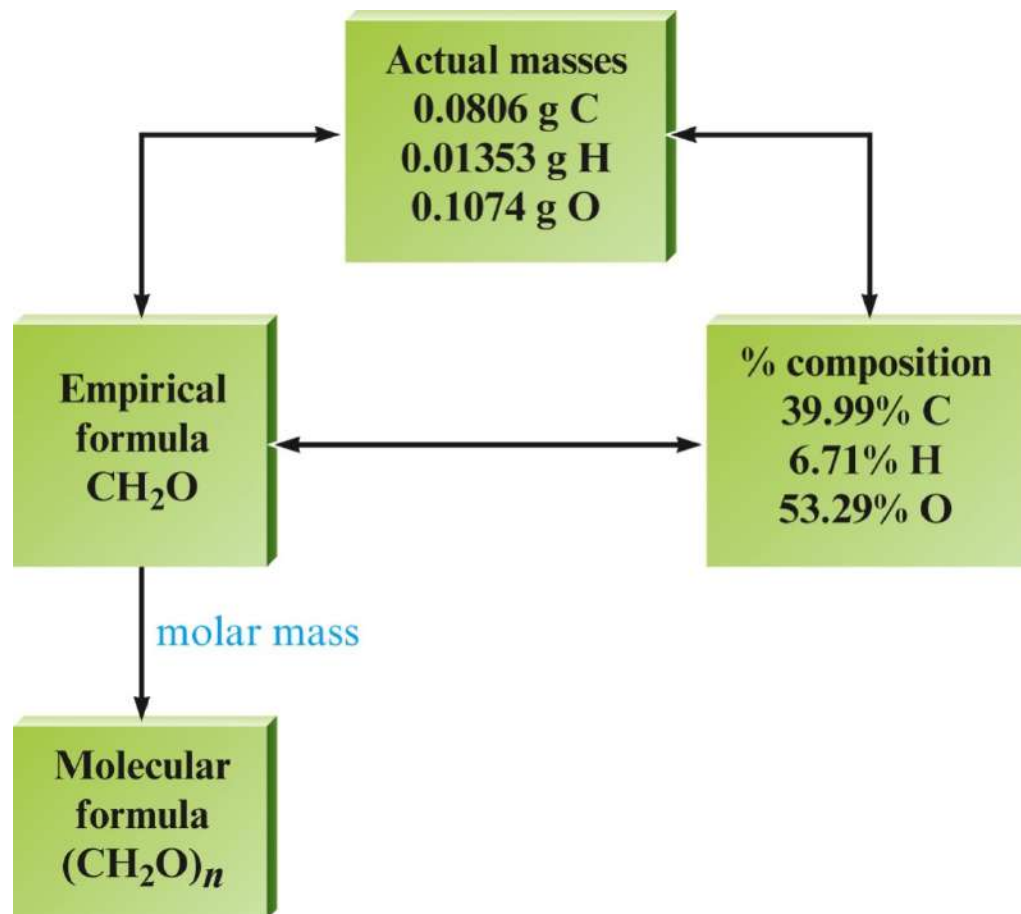 Actual masses
0.0806 g C
0.01353 g H
0.1074 g O
Empirical
formula
CH₂O
% composition
39.99% C
6.71% H
53.29% O
molar mass
Molecular
formula
(CH₂O)ₙ